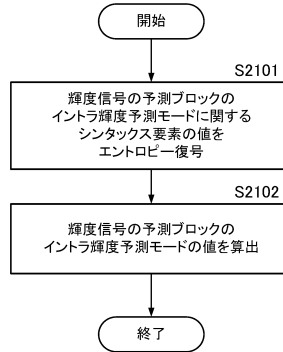 開始
S2101
輝度信号の予測ブロックの
イントラ輝度予測モードに関する
シンタックス要素の値を
エントロピー復号
S2102
輝度信号の予測ブロックの
イントラ輝度予測モードの値を算出
終了